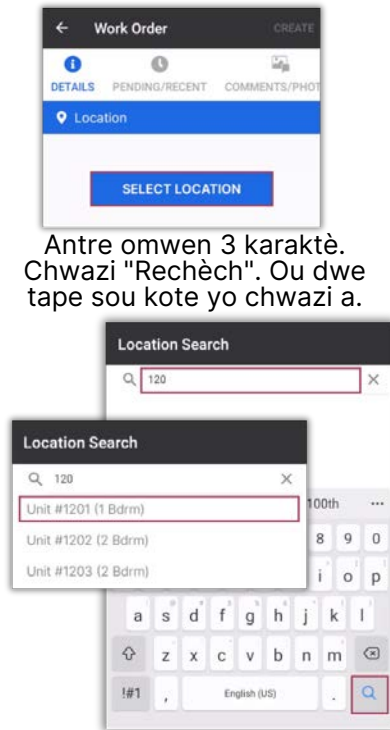 ← Work Order CREATE
DETAILS PENDING/RECENT COMMENTS/PHOT
Location
SELECT LOCATION
Antre omwen 3 karaktè.
Chwazi "Rechèch". Ou dwe
tape sou kote yo chwazi a.
Location Search
120
Location Search
120
Unit #1201 (1 Bdrm)
Unit #1202 (2 Bdrm)
Unit #1203 (2 Bdrm)
100th ...
8 9 0
i o p
a s d f g h j k l
z x c v b n m
!#1 , English (US) .